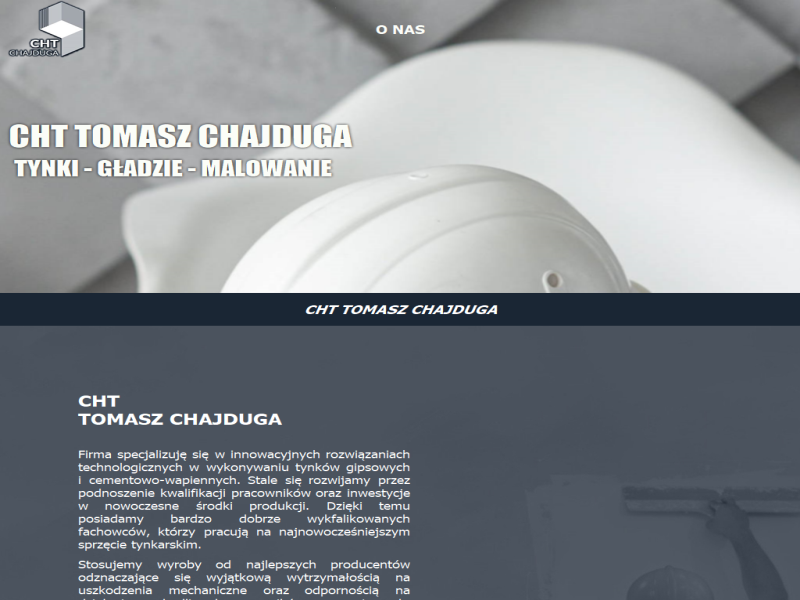 CHT
CHAJDUGA
O NAS
CHT TOMASZ CHAJDUGA
TYNKI - GŁADZIE - MALOWANIE
CHT TOMASZ CHAJDUGA
CHT
TOMASZ CHAJDUGA
Firma specjalizuję się w innowacyjnych rozwiązaniach
technologicznych w wykonywaniu tynków gipsowych
i cementowo-wapiennych. Stale się rozwijamy przez
podnoszenie kwalifikacji pracowników oraz inwestycje
w nowoczesne środki produkcji. Dzięki temu
posiadamy bardzo dobrze wykfalikowanych
fachowców, którzy pracują na najnowocześniejszym
sprzęcie tynkarskim.
Stosujemy wyroby od najlepszych producentów
odznaczające się wyjątkową wytrzymałością na
uszkodzenia mechaniczne oraz odpornością na